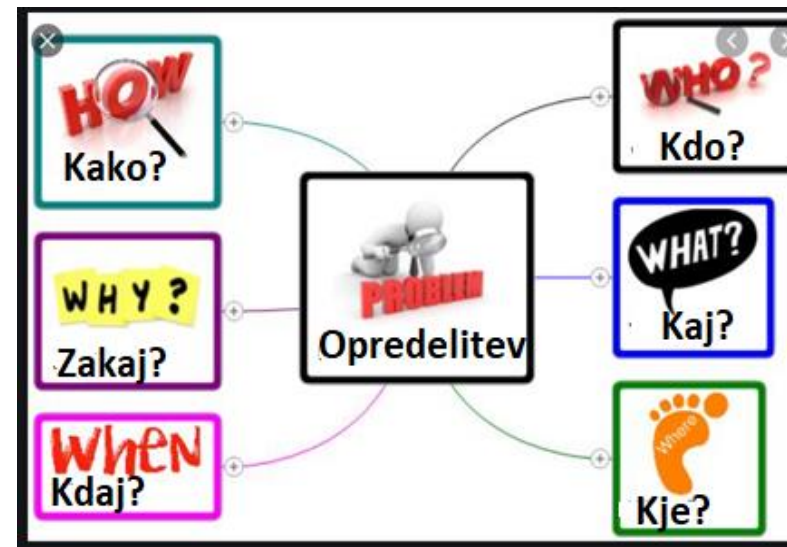 HOW
Kako?
WHO?
Kdo?
WHY?
Zakaj?
PROBLEM
Opredelitev
WHAT?
Kaj?
WHEN
Kdaj?
Where
Kje?